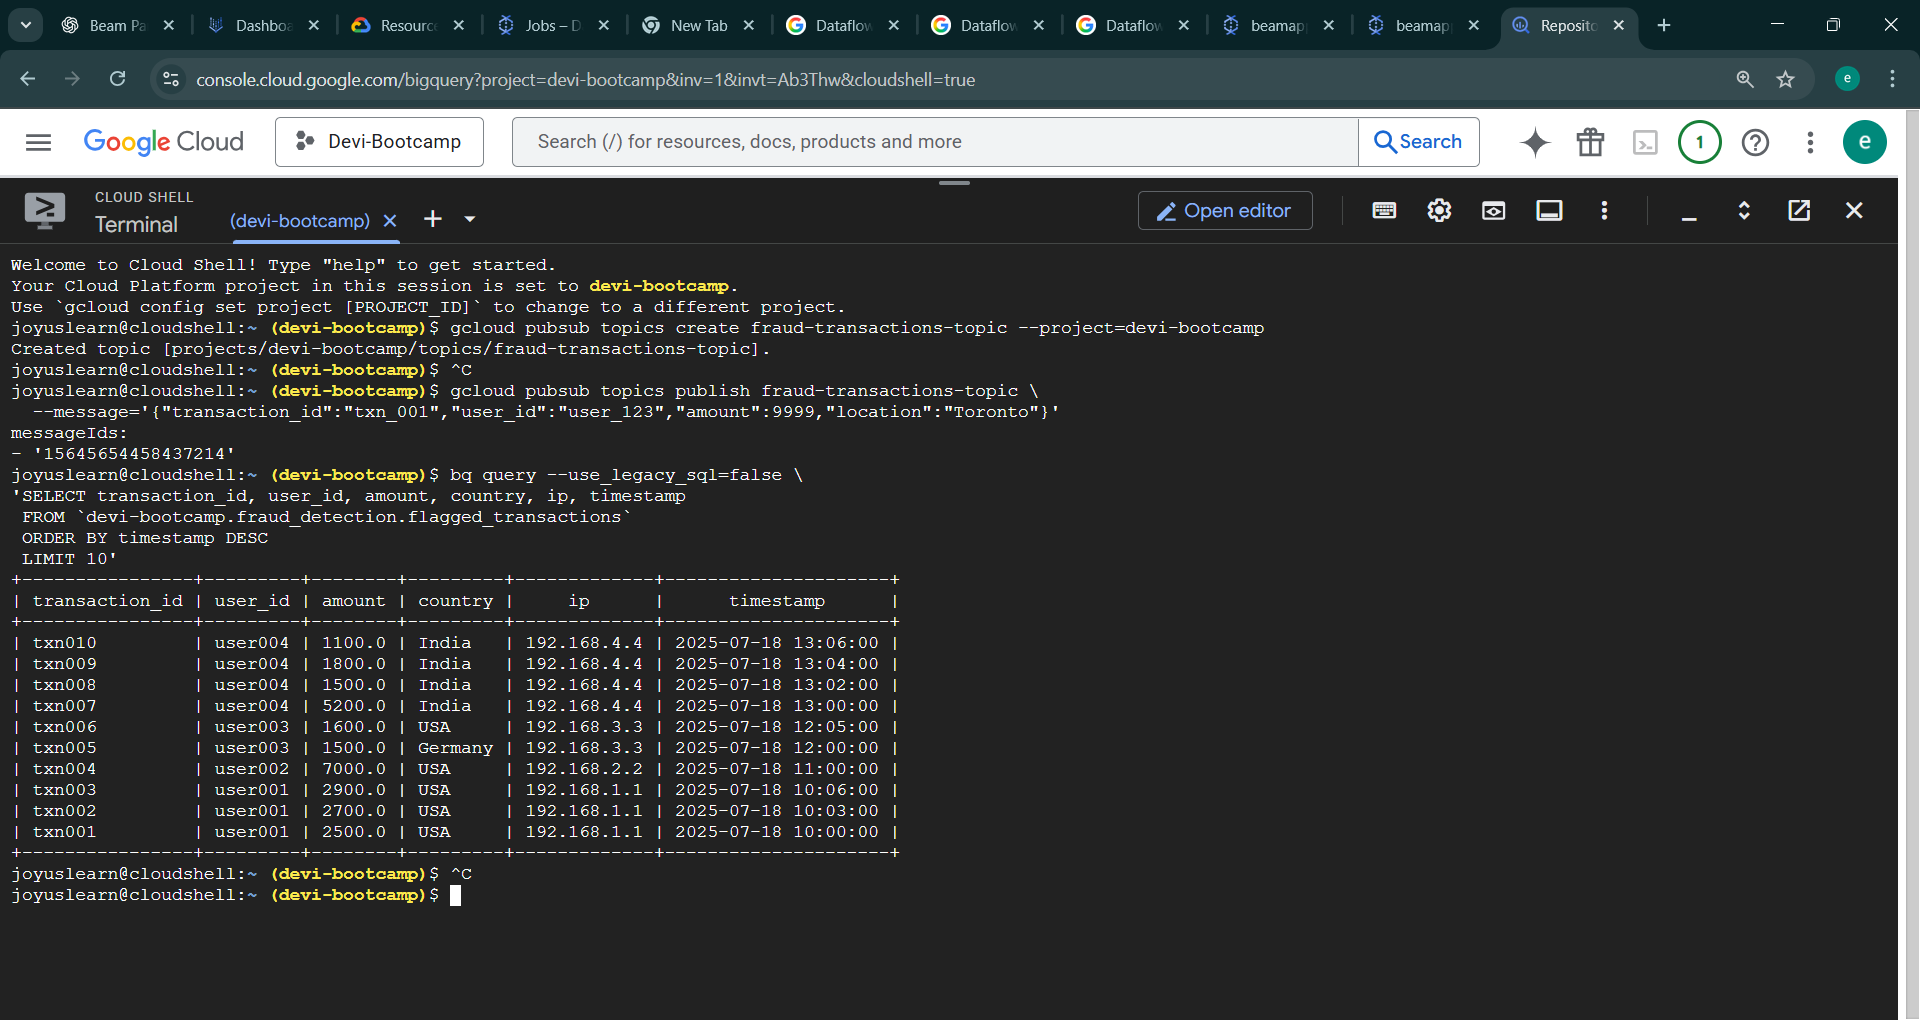 Beam Pa
Dashboa
Resource
Jobs – D
New Tab
Dataflow
Dataflow
Dataflow
beamap
beamap
Reposito
console.cloud.google.com/bigquery?project=devi-bootcamp&inv=1&invt=Ab3Thw&cloudshell=true
e
Google Cloud
Devi-Bootcamp
Search (/) for resources, docs, products and more
Search
1
e
CLOUD SHELL
Terminal
(devi-bootcamp)
Open editor
Welcome to Cloud Shell! Type "help" to get started.
Your Cloud Platform project in this session is set to devi-bootcamp.
Use `gcloud config set project [PROJECT_ID]` to change to a different project.
joyuslearn@cloudshell:~ (devi-bootcamp)$ gcloud pubsub topics create fraud-transactions-topic --project=devi-bootcamp
Created topic [projects/devi-bootcamp/topics/fraud-transactions-topic].
joyuslearn@cloudshell:~ (devi-bootcamp)$ ^C
joyuslearn@cloudshell:~ (devi-bootcamp)$ gcloud pubsub topics publish fraud-transactions-topic \
--message='{"transaction_id":"txn_001","user_id":"user_123","amount":9999,"location":"Toronto"}'
messageIds:
- '15645654458437214'
joyuslearn@cloudshell:~ (devi-bootcamp)$ bq query --use_legacy_sql=false \
'SELECT transaction_id, user_id, amount, country, ip, timestamp
FROM `devi-bootcamp.fraud_detection.flagged_transactions`
ORDER BY timestamp DESC
LIMIT 10'
+----------------+---------+--------+---------+-------------+---------------------+
| transaction_id | user_id | amount | country | ip | timestamp |
+----------------+---------+--------+---------+-------------+---------------------+
| txn010 | user004 | 1100.0 | India | 192.168.4.4 | 2025-07-18 13:06:00 |
| txn009 | user004 | 1800.0 | India | 192.168.4.4 | 2025-07-18 13:04:00 |
| txn008 | user004 | 1500.0 | India | 192.168.4.4 | 2025-07-18 13:02:00 |
| txn007 | user004 | 5200.0 | India | 192.168.4.4 | 2025-07-18 13:00:00 |
| txn006 | user003 | 1600.0 | USA | 192.168.3.3 | 2025-07-18 12:05:00 |
| txn005 | user003 | 1500.0 | Germany | 192.168.3.3 | 2025-07-18 12:00:00 |
| txn004 | user002 | 7000.0 | USA | 192.168.2.2 | 2025-07-18 11:00:00 |
| txn003 | user001 | 2900.0 | USA | 192.168.1.1 | 2025-07-18 10:06:00 |
| txn002 | user001 | 2700.0 | USA | 192.168.1.1 | 2025-07-18 10:03:00 |
| txn001 | user001 | 2500.0 | USA | 192.168.1.1 | 2025-07-18 10:00:00 |
+----------------+---------+--------+---------+-------------+---------------------+
joyuslearn@cloudshell:~ (devi-bootcamp)$ ^C
joyuslearn@cloudshell:~ (devi-bootcamp)$